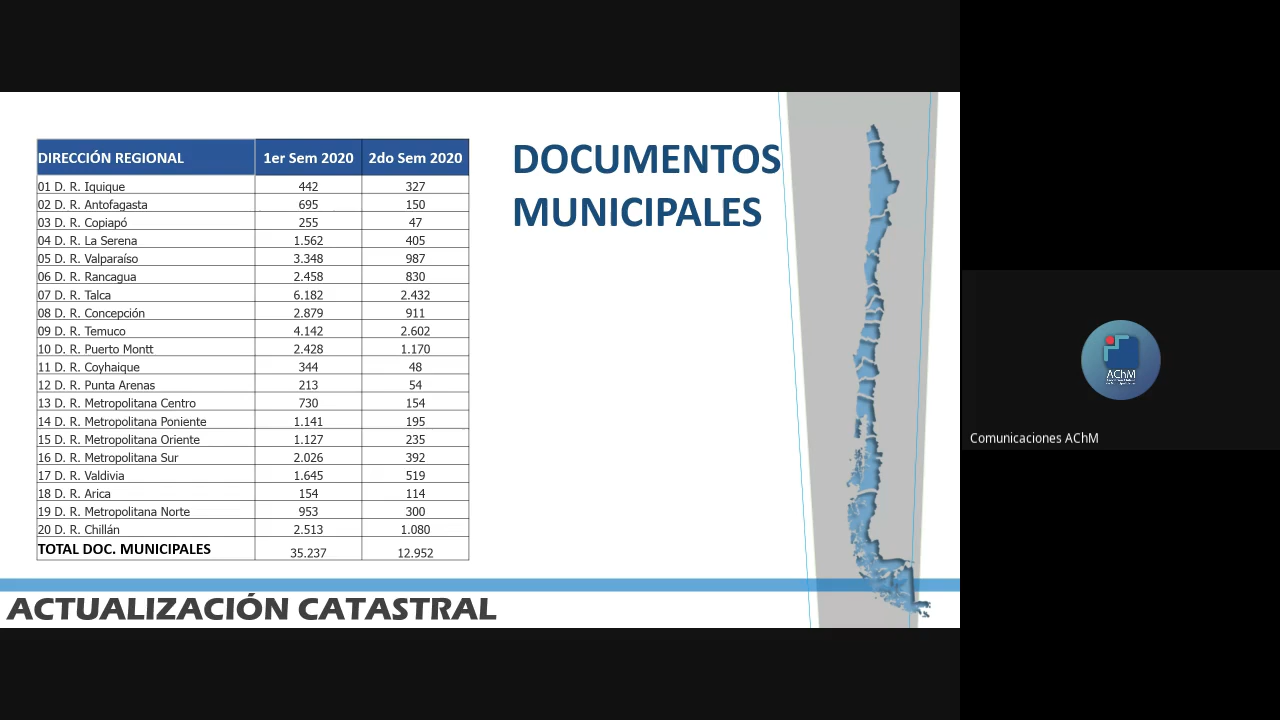 DOCUMENTOS
MUNICIPALES
DIRECCIÓN REGIONAL 1er Sem 2020 2do Sem 2020
01 D. R. Iquique 442 327
02 D. R. Antofagasta 695 150
03 D. R. Copiapó 255 47
04 D. R. La Serena 1.562 405
05 D. R. Valparaíso 3.348 987
06 D. R. Rancagua 2.458 830
07 D. R. Talca 6.182 2.432
08 D. R. Concepción 2.879 911
09 D. R. Temuco 4.142 2.602
10 D. R. Puerto Montt 2.428 1.170
11 D. R. Coyhaique 344 48
12 D. R. Punta Arenas 213 54
13 D. R. Metropolitana Centro 730 154
14 D. R. Metropolitana Poniente 1.141 195
15 D. R. Metropolitana Oriente 1.127 235
16 D. R. Metropolitana Sur 2.026 392
17 D. R. Valdivia 1.645 519
18 D. R. Arica 154 114
19 D. R. Metropolitana Norte 953 300
20 D. R. Chillán 2.513 1.080
TOTAL DOC. MUNICIPALES 35.237 12.952
ACTUALIZACIÓN CATASTRAL
AChM
Comunicaciones AChM